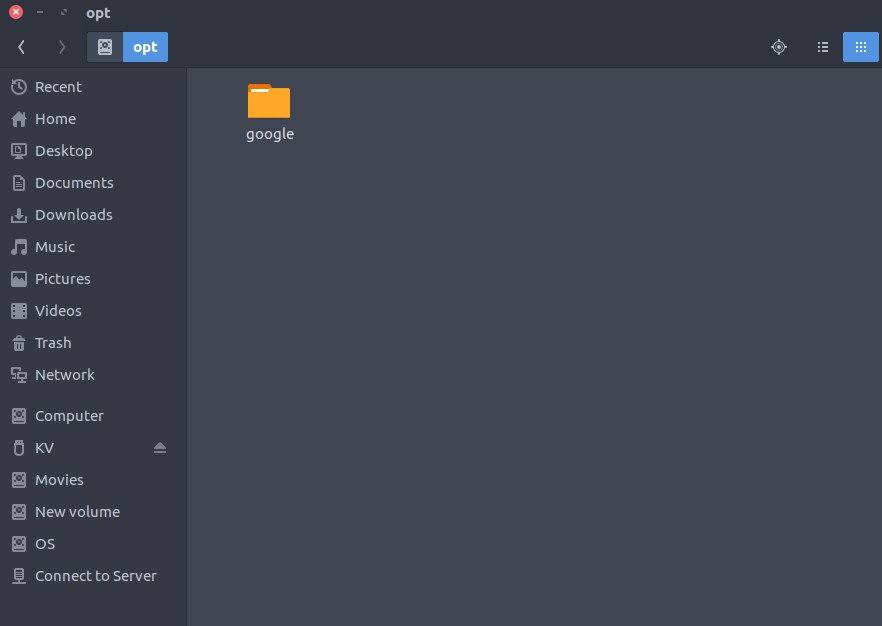 opt
opt
Recent
Home
Desktop
Documents
Downloads
Music
Pictures
Videos
Trash
Network
Computer
KV
Movies
New volume
OS
Connect to Server
google